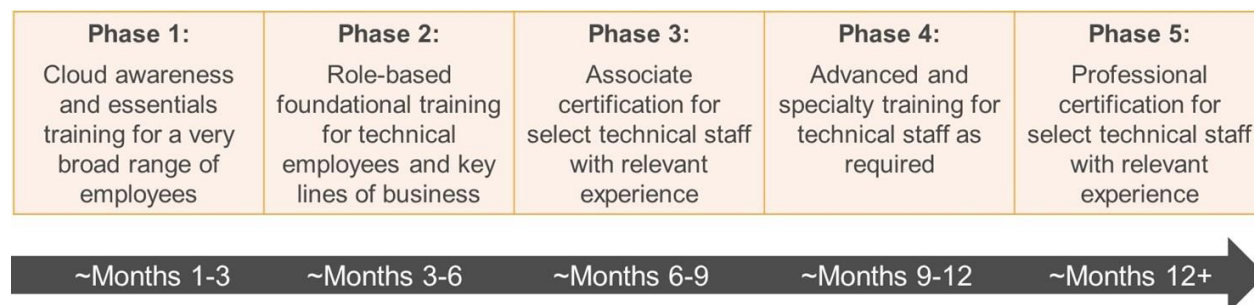 Phase 1:
Cloud awareness
and essentials
training for a very
broad range of
employees
Phase 2:
Role-based
foundational training
for technical
employees and key
lines of business
Phase 3:
Associate
certification for
select technical staff
with relevant
experience
Phase 4:
Advanced and
specialty training for
technical staff as
required
Phase 5:
Professional
certification for
select technical staff
with relevant
experience
~Months 1-3
~Months 3-6
~Months 6-9
~Months 9-12
~Months 12+